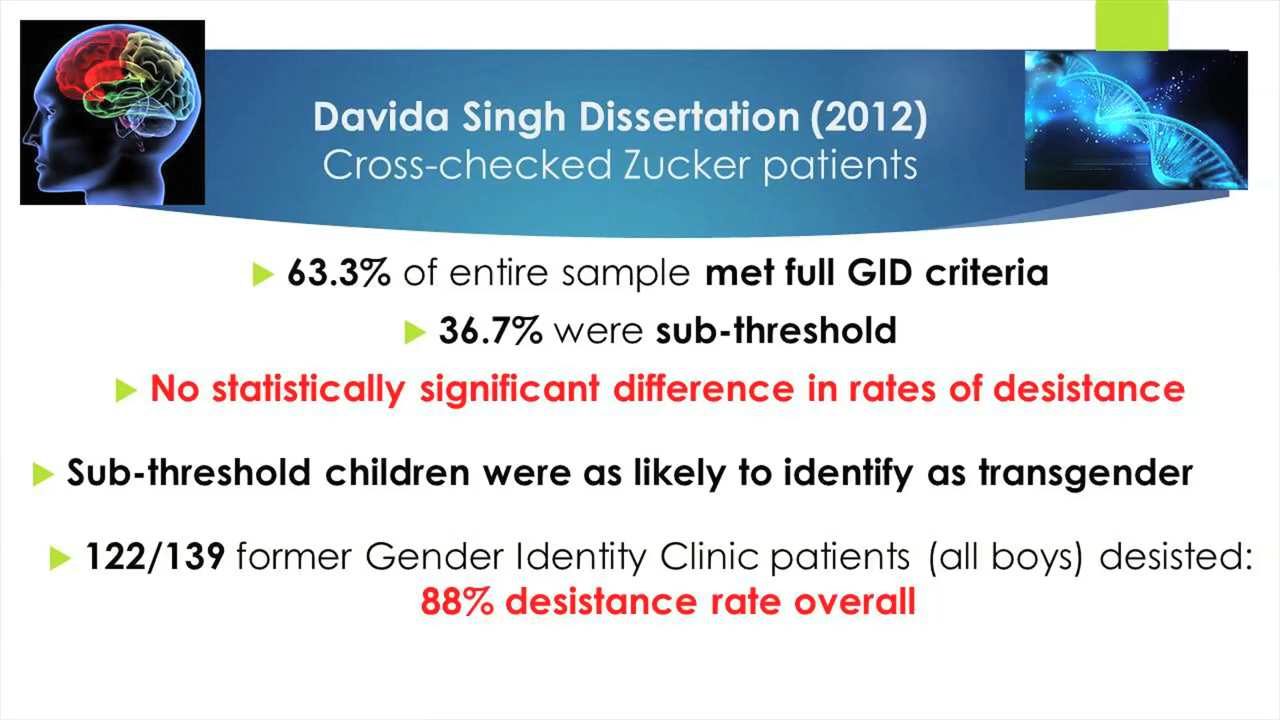 Davida Singh Dissertation (2012)
Cross-checked Zucker patients
63.3% of entire sample met full GID criteria
36.7% were sub-threshold
No statistically significant difference in rates of desistance
Sub-threshold children were as likely to identify as transgender
122/139 former Gender Identity Clinic patients (all boys) desisted:
88% desistance rate overall